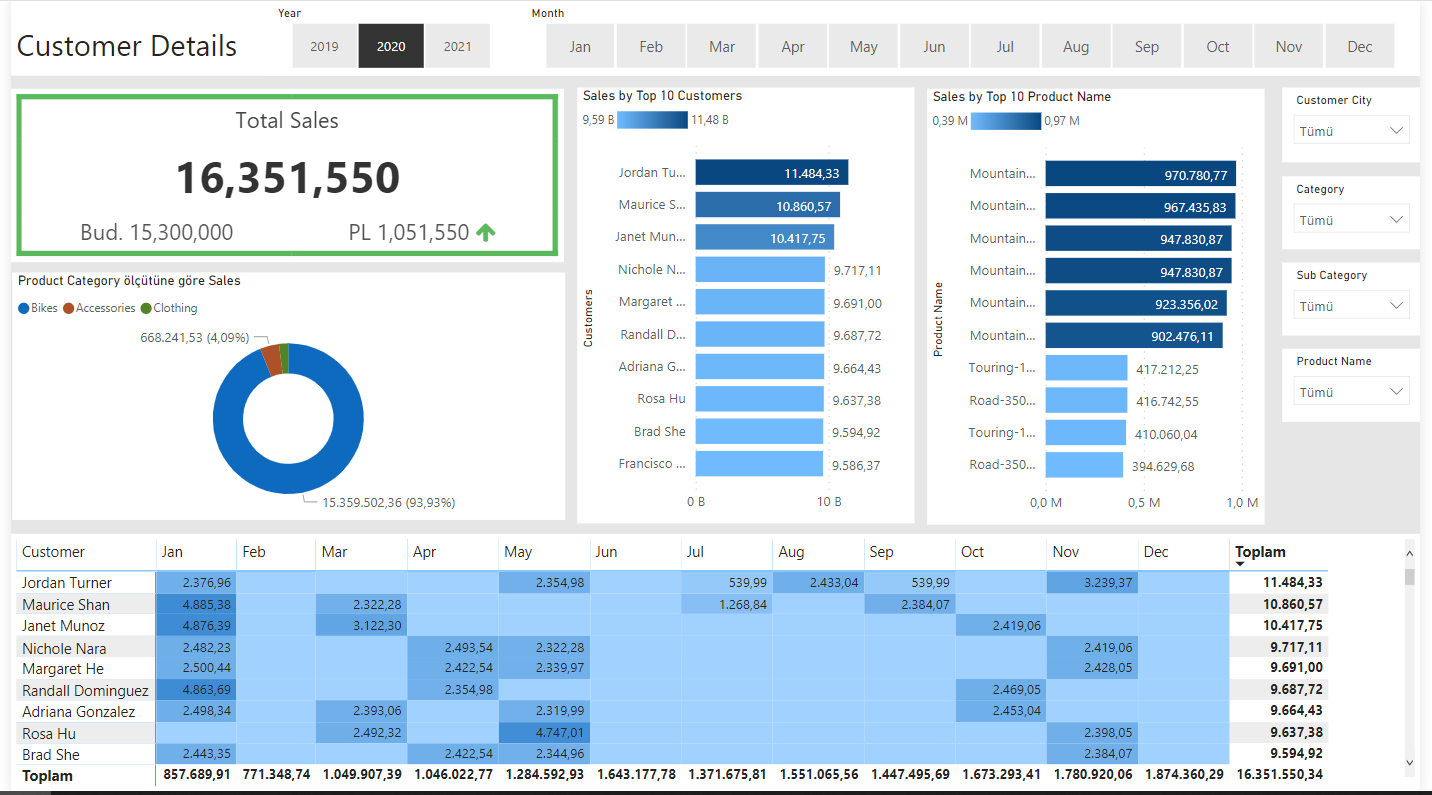 Customer Details
Year
2019 2020 2021
Month
Jan Feb Mar Apr May Jun Jul Aug Sep Oct Nov Dec
Total Sales
16,351,550
Bud. 15,300,000 PL 1,051,550
Product Category ölçütüne göre Sales
Bikes Accessories Clothing
668.241,53 (4,09%)
15.359.502,36 (93,93%)
Sales by Top 10 Customers
9,59 B 11,48 B
Customers
Jordan Tu... 11.484,33
Maurice S... 10.860,57
Janet Mun... 10.417,75
Nichole N... 9.717,11
Margaret ... 9.691,00
Randall D... 9.687,72
Adriana G... 9.664,43
Rosa Hu 9.637,38
Brad She 9.594,92
Francisco ... 9.586,37
0 B 10 B
Sales by Top 10 Product Name
0,39 M 0,97 M
Product Name
Mountain... 970.780,77
Mountain... 967.435,83
Mountain... 947.830,87
Mountain... 947.830,87
Mountain... 923.356,02
Mountain... 902.476,11
Touring-1... 417.212,25
Road-350... 416.742,55
Touring-1... 410.060,04
Road-350... 394.629,68
0,0 M 0,5 M 1,0 M
Customer City
Tümü
Category
Tümü
Sub Category
Tümü
Product Name
Tümü
Customer Jan Feb Mar Apr May Jun Jul Aug Sep Oct Nov Dec Toplam
Jordan Turner 2.376,96 2.354,98 539,99 2.433,04 539,99 3.239,37 11.484,33
Maurice Shan 4.885,38 2.322,28 1.268,84 2.384,07 10.860,57
Janet Munoz 4.876,39 3.122,30 2.419,06 10.417,75
Nichole Nara 2.482,23 2.493,54 2.322,28 2.419,06 9.717,11
Margaret He 2.500,44 2.422,54 2.339,97 2.428,05 9.691,00
Randall Dominguez 4.863,69 2.354,98 2.469,05 9.687,72
Adriana Gonzalez 2.498,34 2.393,06 2.319,99 2.453,04 9.664,43
Rosa Hu 2.492,32 4.747,01 2.398,05 9.637,38
Brad She 2.443,35 2.422,54 2.344,96 2.384,07 9.594,92
Toplam 857.689,91 771.348,74 1.049.907,39 1.046.022,77 1.284.592,93 1.643.177,78 1.371.675,81 1.551.065,56 1.447.495,69 1.673.293,41 1.780.920,06 1.874.360,29 16.351.550,34